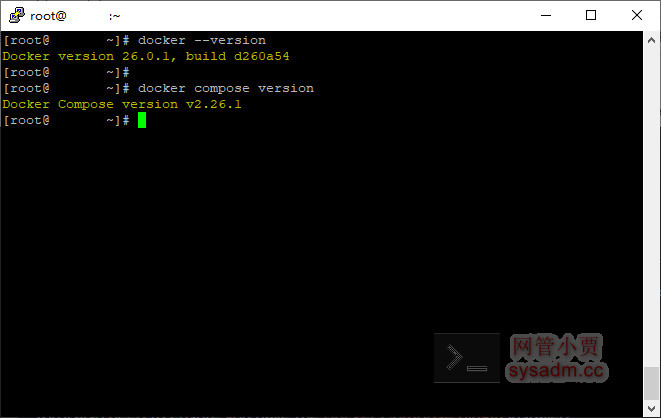 root@ :~
[root@ ~]# docker --version
Docker version 26.0.1, build d260a54
[root@ ~]#
[root@ ~]# docker compose version
Docker Compose version v2.26.1
[root@ ~]#
>_
网管小贾
sysadm.cc